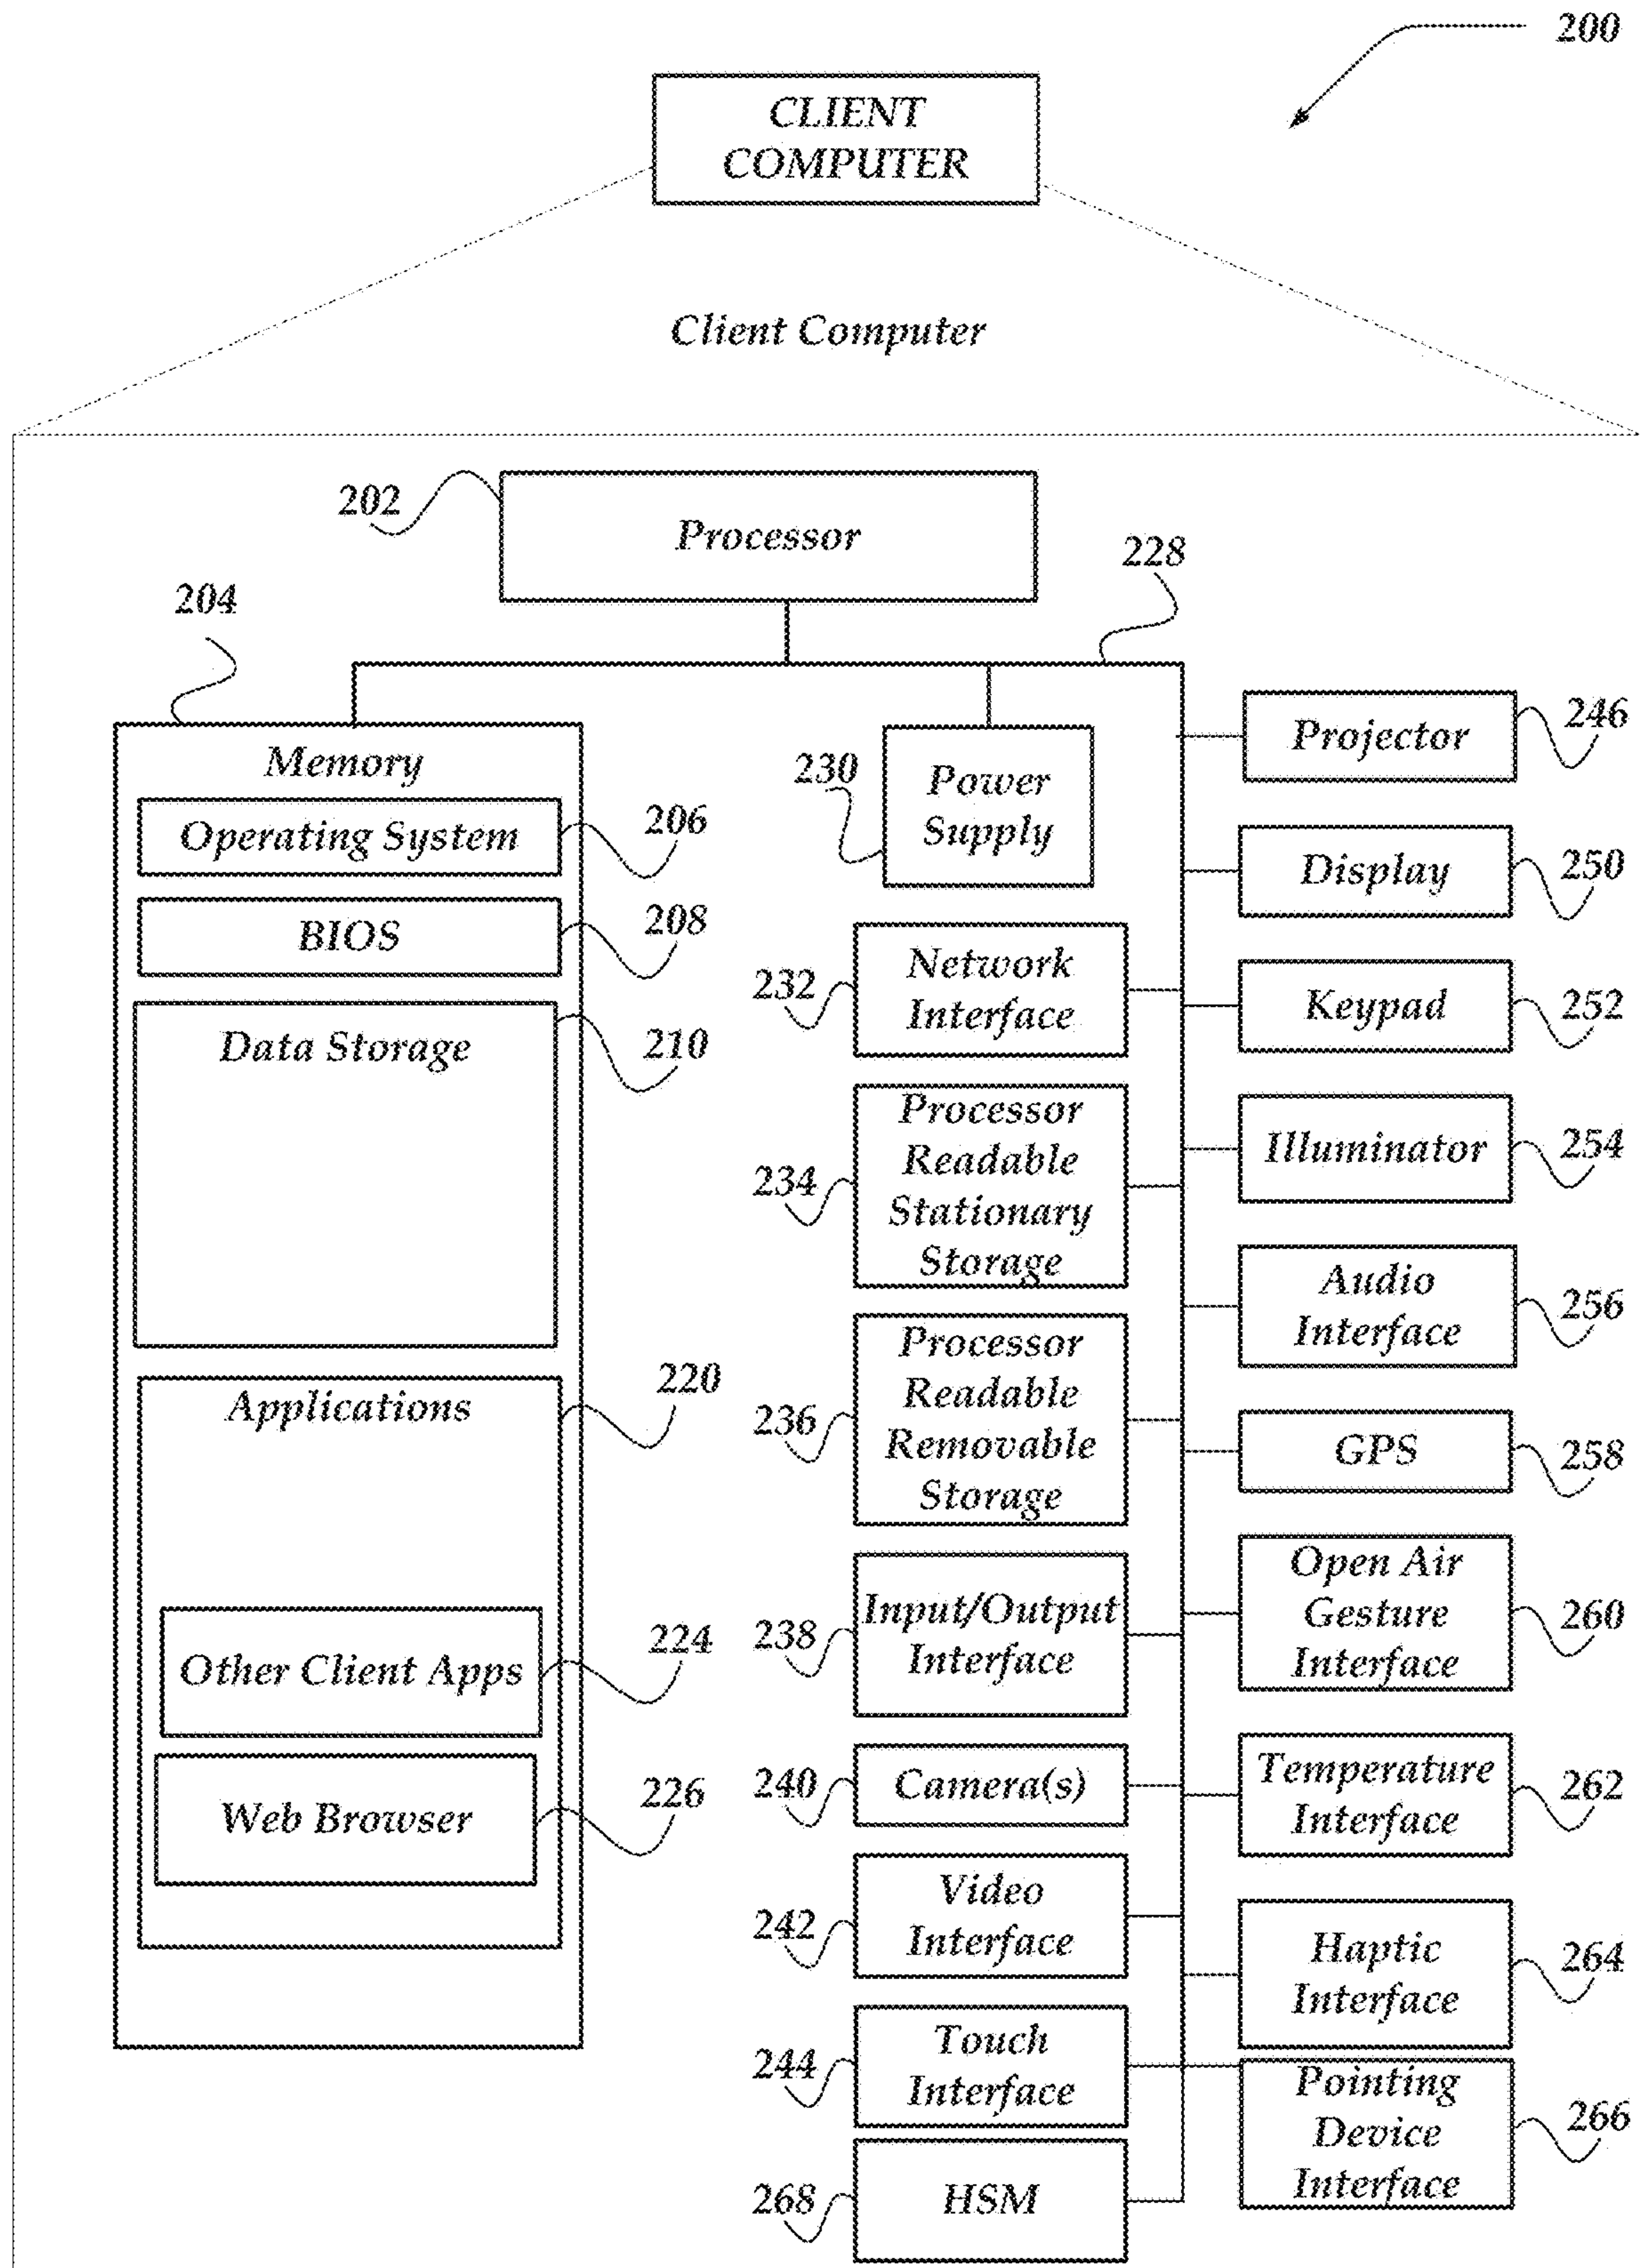 200
CLIENT
COMPUTER
Client Computer
202
Processor
228
204
Memory
Operating System
206
BIOS
208
Data Storage
210
Applications
220
Other Client Apps
224
Web Browser
226
230
Power
Supply
232
Network
Interface
234
Processor
Readable
Stationary
Storage
236
Processor
Readable
Removable
Storage
238
Input/Output
Interface
240
Camera(s)
242
Video
Interface
244
Touch
Interface
268
HSM
Projector
246
Display
250
Keypad
252
Illuminator
254
Audio
Interface
256
GPS
258
Open Air
Gesture
Interface
260
Temperature
Interface
262
Haptic
Interface
264
Pointing
Device
Interface
266